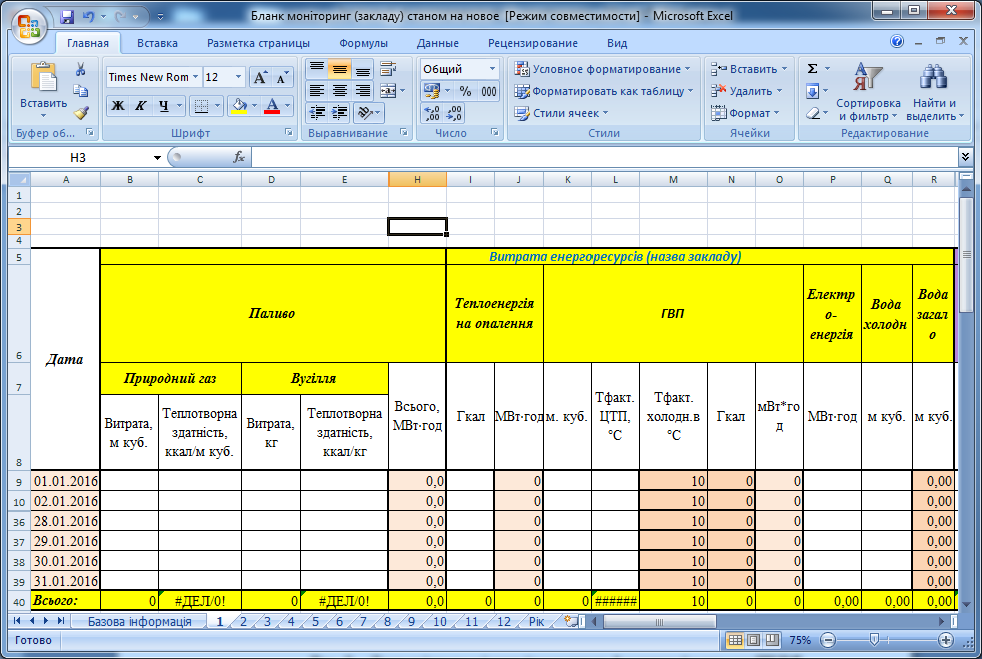 Бланк моніторинг (закладу) станом на новое [Режим совместимости] - Microsoft Excel
Главная Вставка Разметка страницы Формулы Данные Рецензирование Вид
Вставить
Times New Rom 12
Ж К Ч
Общий
% 000
Условное форматирование
Форматировать как таблицу
Стили ячеек
Вставить
Удалить
Формат
Σ
Сортировка и фильтр
Найти и выделить
Буфер об... Шрифт Выравнивание Число Стили Ячейки Редактирование
H3 fx
A B C D E H I J K L M N O P Q R
1
2
3
4
5 Витрата енергоресурсів (назва закладу)
6 Дата Паливо Теплоенергія на опалення ГВП Електро-енергія Вода холодн Вода загало
7 Природний газ Вугілля
8 Витрата, м куб. Теплотворна здатність, ккал/м куб. Витрата, кг Теплотворна здатність, ккал/кг Всього, МВт·год Гкал МВт·год м. куб. Тфакт. ЦТП, °С Тфакт. холодн.в °С Гкал мВт*год МВт·год м куб. м куб.
9 01.01.2016 0,0 0 10 0 0 0,00
10 02.01.2016 0,0 0 10 0 0 0,00
36 28.01.2016 0,0 0 10 0 0 0,00
37 29.01.2016 0,0 0 10 0 0 0,00
38 30.01.2016 0,0 0 10 0 0 0,00
39 31.01.2016 0,0 0 10 0 0 0,00
40 Всього: 0 #ДЕЛ/0! 0 #ДЕЛ/0! 0,0 0 0 0 ###### 10 0 0 0,00 0,00 0,00
Базова інформація 1 2 3 4 5 6 7 8 9 10 11 12 Рік
Готово 75%